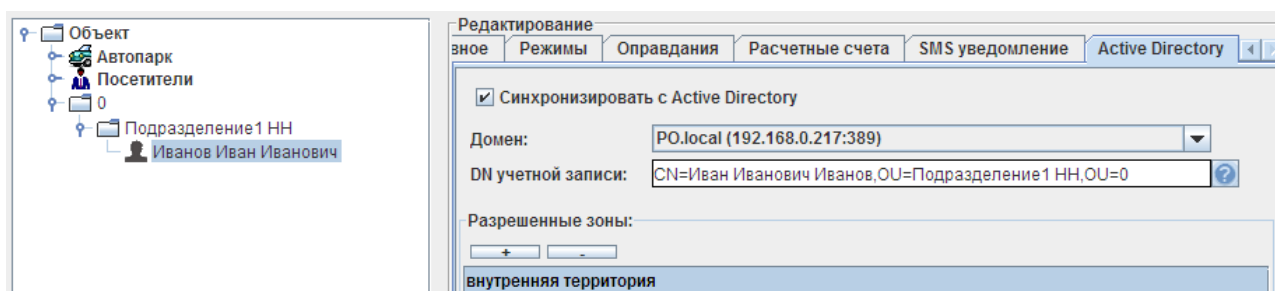 Объект
Автопарк
Посетители
0
Подразделение1 НН
Иванов Иван Иванович
Редактирование
вное Режимы Оправдания Расчетные счета SMS уведомление Active Directory
Синхронизировать с Active Directory
Домен: PO.local (192.168.0.217:389)
DN учетной записи: CN=Иван Иванович Иванов,OU=Подразделение1 НН,OU=0 ?
Разрешенные зоны:
+ -
внутренняя территория